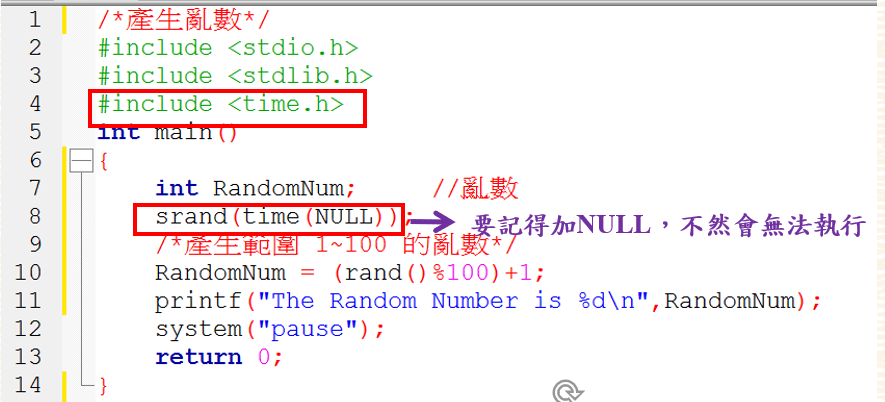 1 /*產生亂數*/
2 #include <stdio.h>
3 #include <stdlib.h>
4 #include <time.h>
5 int main()
6 {
7 int RandomNum; //亂數
8 srand(time(NULL)); 要記得加NULL,不然會無法執行
9 /*產生範圍 1~100 的亂數*/
10 RandomNum = (rand()%100)+1;
11 printf("The Random Number is %d\n",RandomNum);
12 system("pause");
13 return 0;
14 }